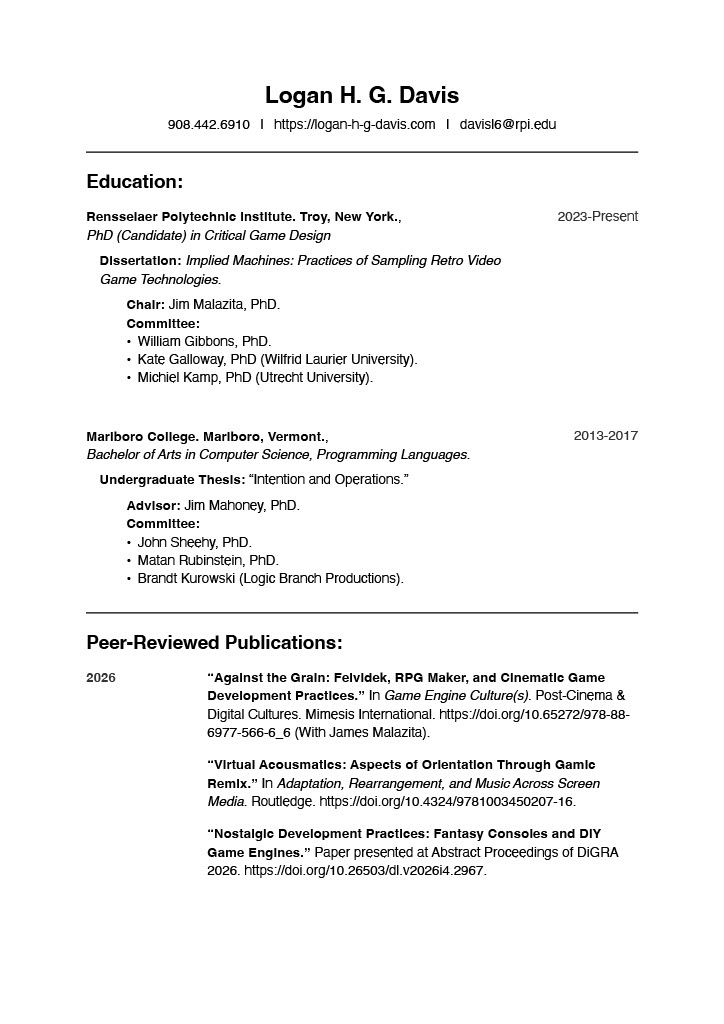 Logan H. G. Davis
908.442.6910 | https://logan-h-g-davis.com | davisl6@rpi.edu
Education:
Rensselaer Polytechnic Institute. Troy, New York., 2023-Present
PhD (Candidate) in Critical Game Design
Dissertation: Implied Machines: Practices of Sampling Retro Video
Game Technologies.
Chair: Jim Malazita, PhD.
Committee:
• William Gibbons, PhD.
• Kate Galloway, PhD (Wilfrid Laurier University).
• Michiel Kamp, PhD (Utrecht University).
Marlboro College. Marlboro, Vermont., 2013-2017
Bachelor of Arts in Computer Science, Programming Languages.
Undergraduate Thesis: “Intention and Operations.”
Advisor: Jim Mahoney, PhD.
Committee:
• John Sheehy, PhD.
• Matan Rubinstein, PhD.
• Brandt Kurowski (Logic Branch Productions).
Peer-Reviewed Publications:
2026 “Against the Grain: Felvidek, RPG Maker, and Cinematic Game
Development Practices.” In Game Engine Culture(s). Post-Cinema &
Digital Cultures. Mimesis International. https://doi.org/10.65272/978-88-
6977-566-6_6 (With James Malazita).
“Virtual Acousmatics: Aspects of Orientation Through Gamic
Remix.” In Adaptation, Rearrangement, and Music Across Screen
Media. Routledge. https://doi.org/10.4324/9781003450207-16.
“Nostalgic Development Practices: Fantasy Consoles and DIY
Game Engines.” Paper presented at Abstract Proceedings of DiGRA
2026. https://doi.org/10.26503/dl.v2026i4.2967.